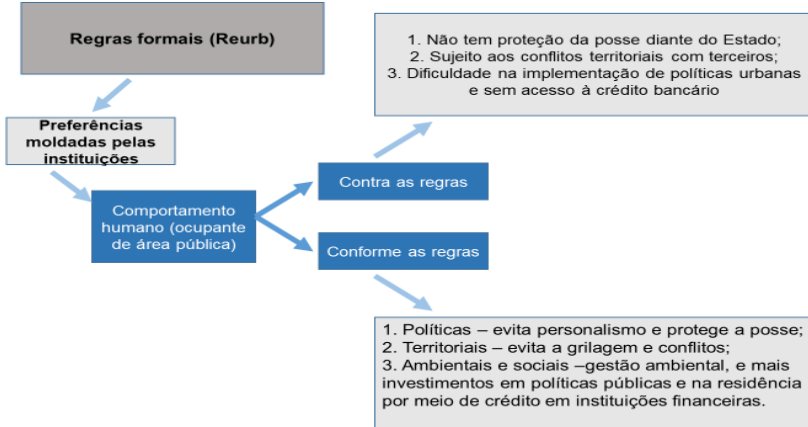 Regras formais (Reurb)
1. Não tem proteção da posse diante do Estado;
2. Sujeito aos conflitos territoriais com terceiros;
3. Dificuldade na implementação de políticas urbanas
e sem acesso à crédito bancário
Preferências
moldadas pelas
instituições
Contra as regras
Comportamento
humano (ocupante
de área pública)
Conforme as regras
1. Políticas – evita personalismo e protege a posse;
2. Territoriais – evita a grilagem e conflitos;
3. Ambientais e sociais –gestão ambiental, e mais
investimentos em políticas públicas e na residência
por meio de crédito em instituições financeiras.